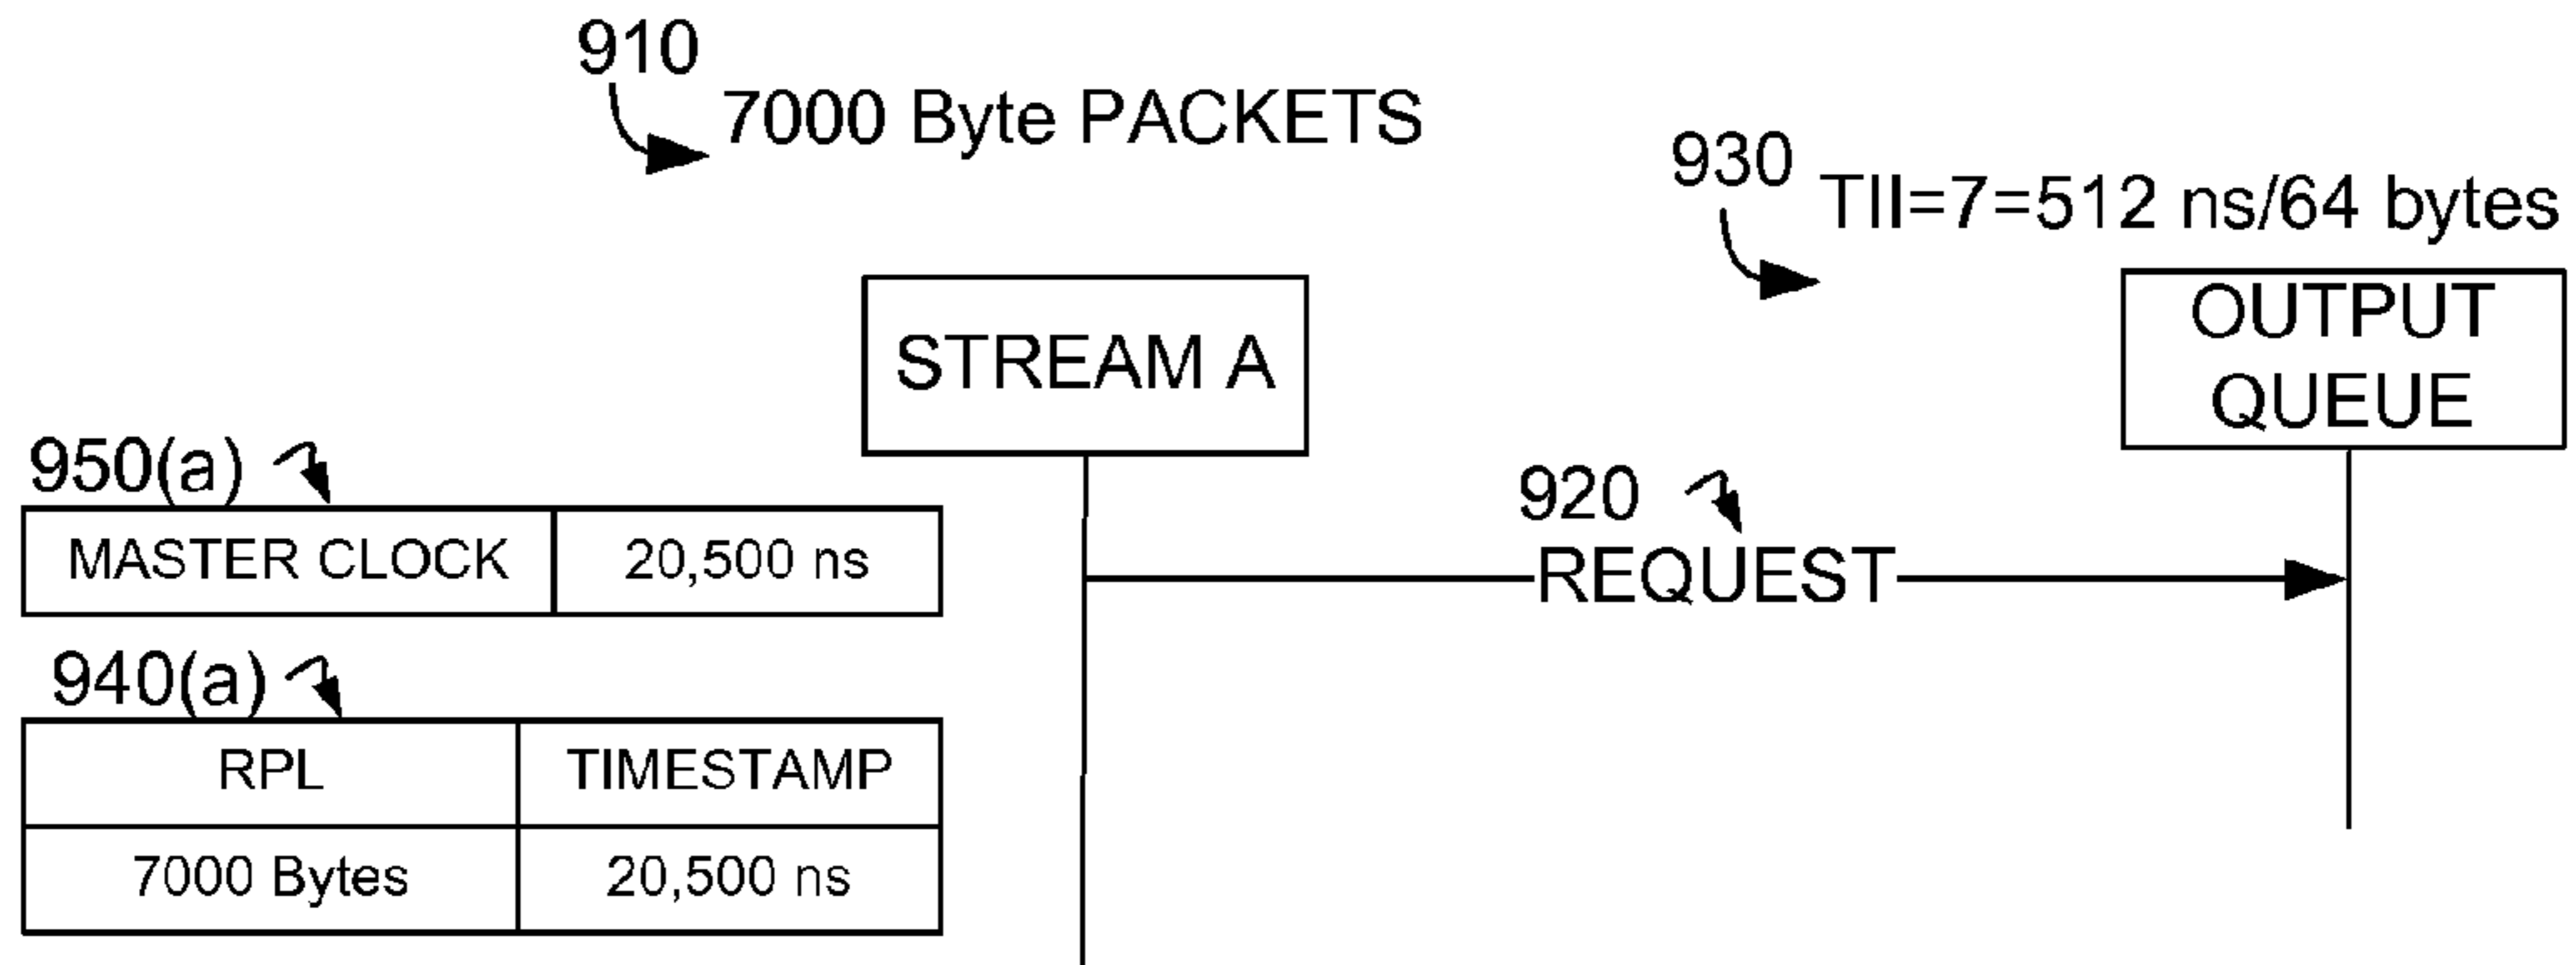 910
7000 Byte PACKETS
930
TII=7=512 ns/64 bytes
STREAM A
OUTPUT
QUEUE
950(a)
MASTER CLOCK 20,500 ns
920
REQUEST
940(a)
RPL TIMESTAMP
7000 Bytes 20,500 ns